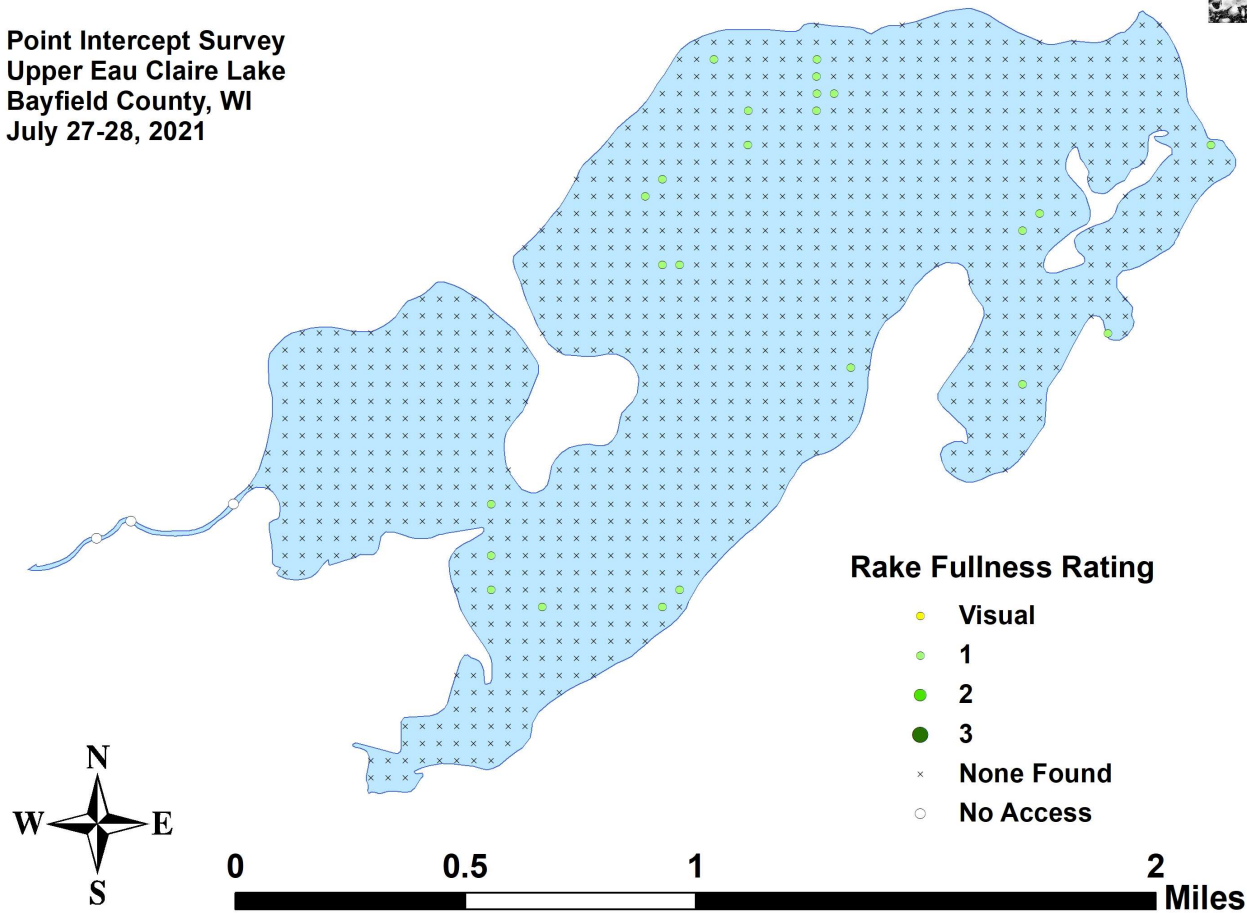 Point Intercept Survey
Upper Eau Claire Lake
Bayfield County, WI
July 27-28, 2021
Rake Fullness Rating
Visual
1
2
3
None Found
No Access
N
W E
S
0 0.5 1 2
Miles